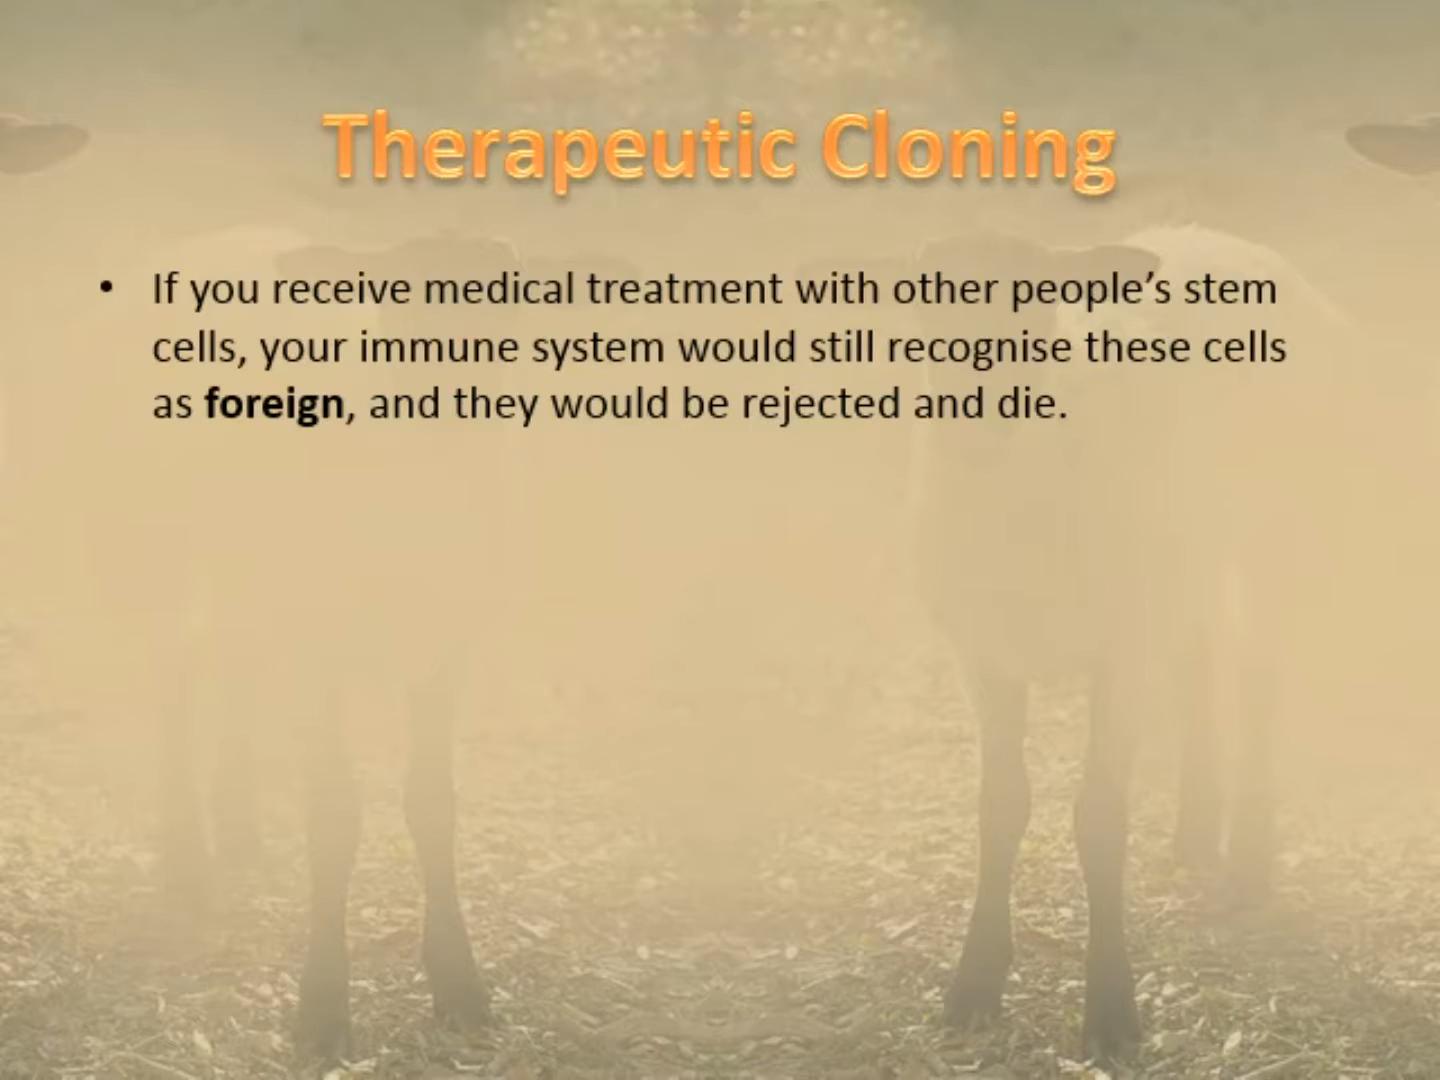 Therapeutic Cloning
• If you receive medical treatment with other people’s stem
cells, your immune system would still recognise these cells
as foreign, and they would be rejected and die.